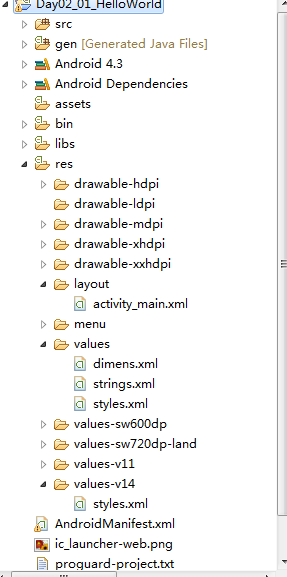 Day02_01_HelloWorld
src
gen [Generated Java Files]
Android 4.3
Android Dependencies
assets
bin
libs
res
drawable-hdpi
drawable-ldpi
drawable-mdpi
drawable-xhdpi
drawable-xxhdpi
layout
activity_main.xml
menu
values
dimens.xml
strings.xml
styles.xml
values-sw600dp
values-sw720dp-land
values-v11
values-v14
styles.xml
AndroidManifest.xml
ic_launcher-web.png
proguard-project.txt